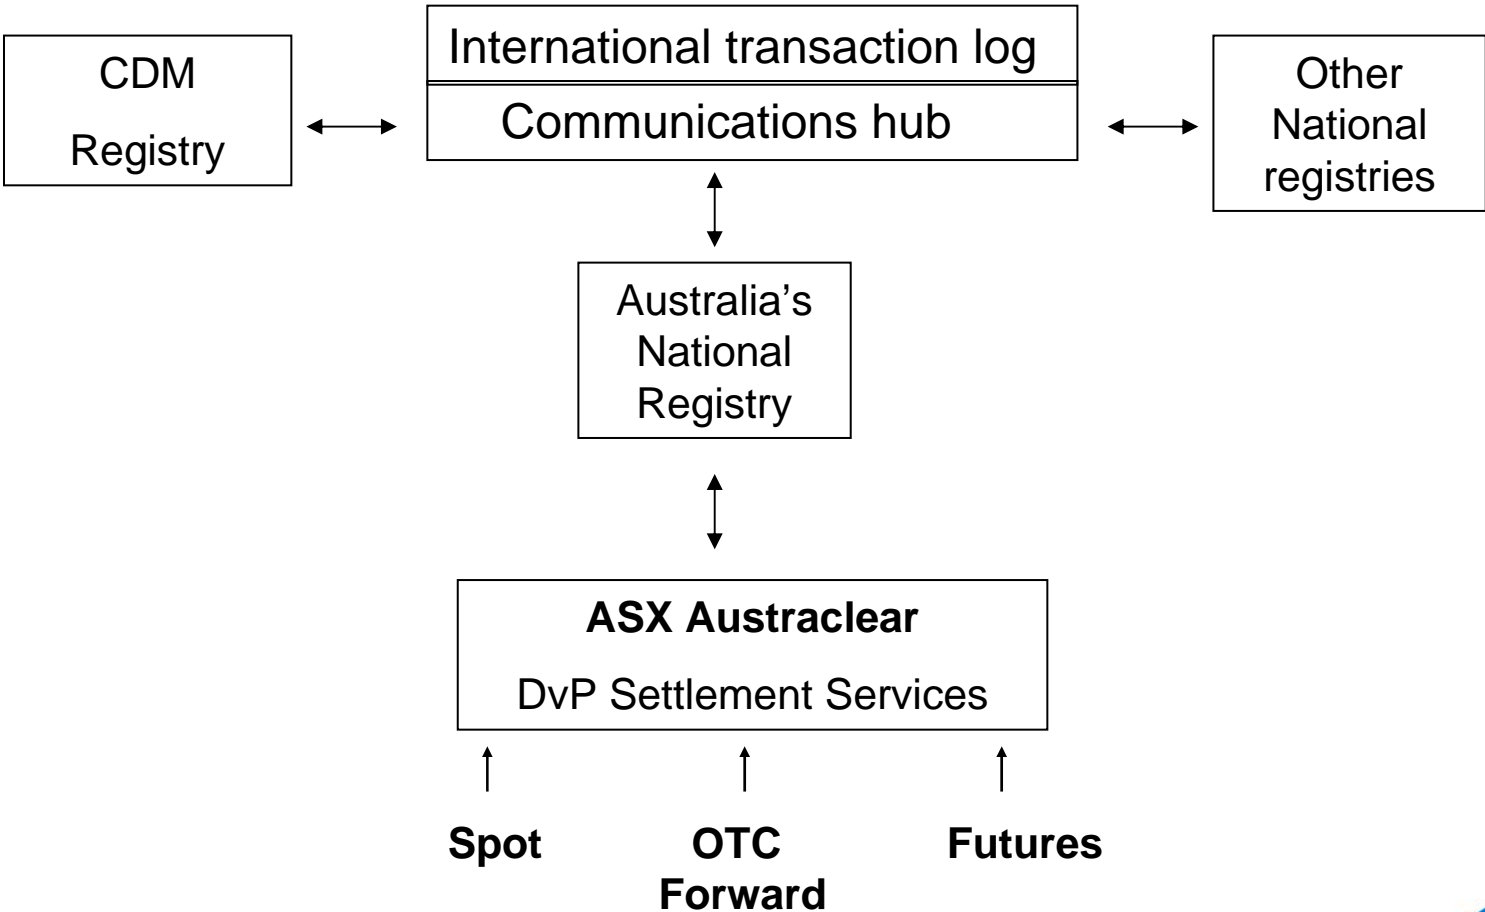 International transaction log
Communications hub
CDM
Registry
Other
National
registries
Australia’s
National
Registry
ASX Austraclear
DvP Settlement Services
Spot
OTC
Forward
Futures